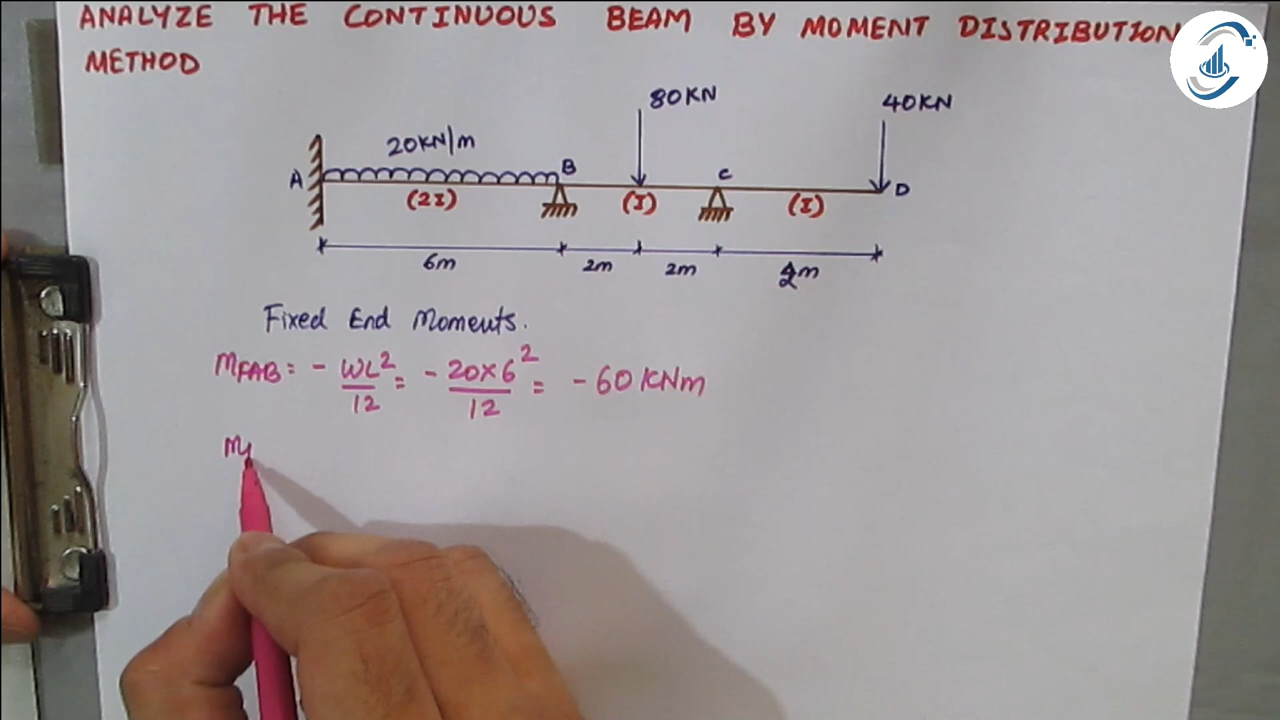 ANALYZE THE CONTINUOUS BEAM BY MOMENT DISTRIBUTION
METHOD
80KN
40KN
20KN/m
A
B
C
D
(2I)
(I)
(I)
6m
2m
2m
2m
Fixed End Moments.
MFAB = - WL²/12 = - 20×6²/12 = - 60 KNm
M